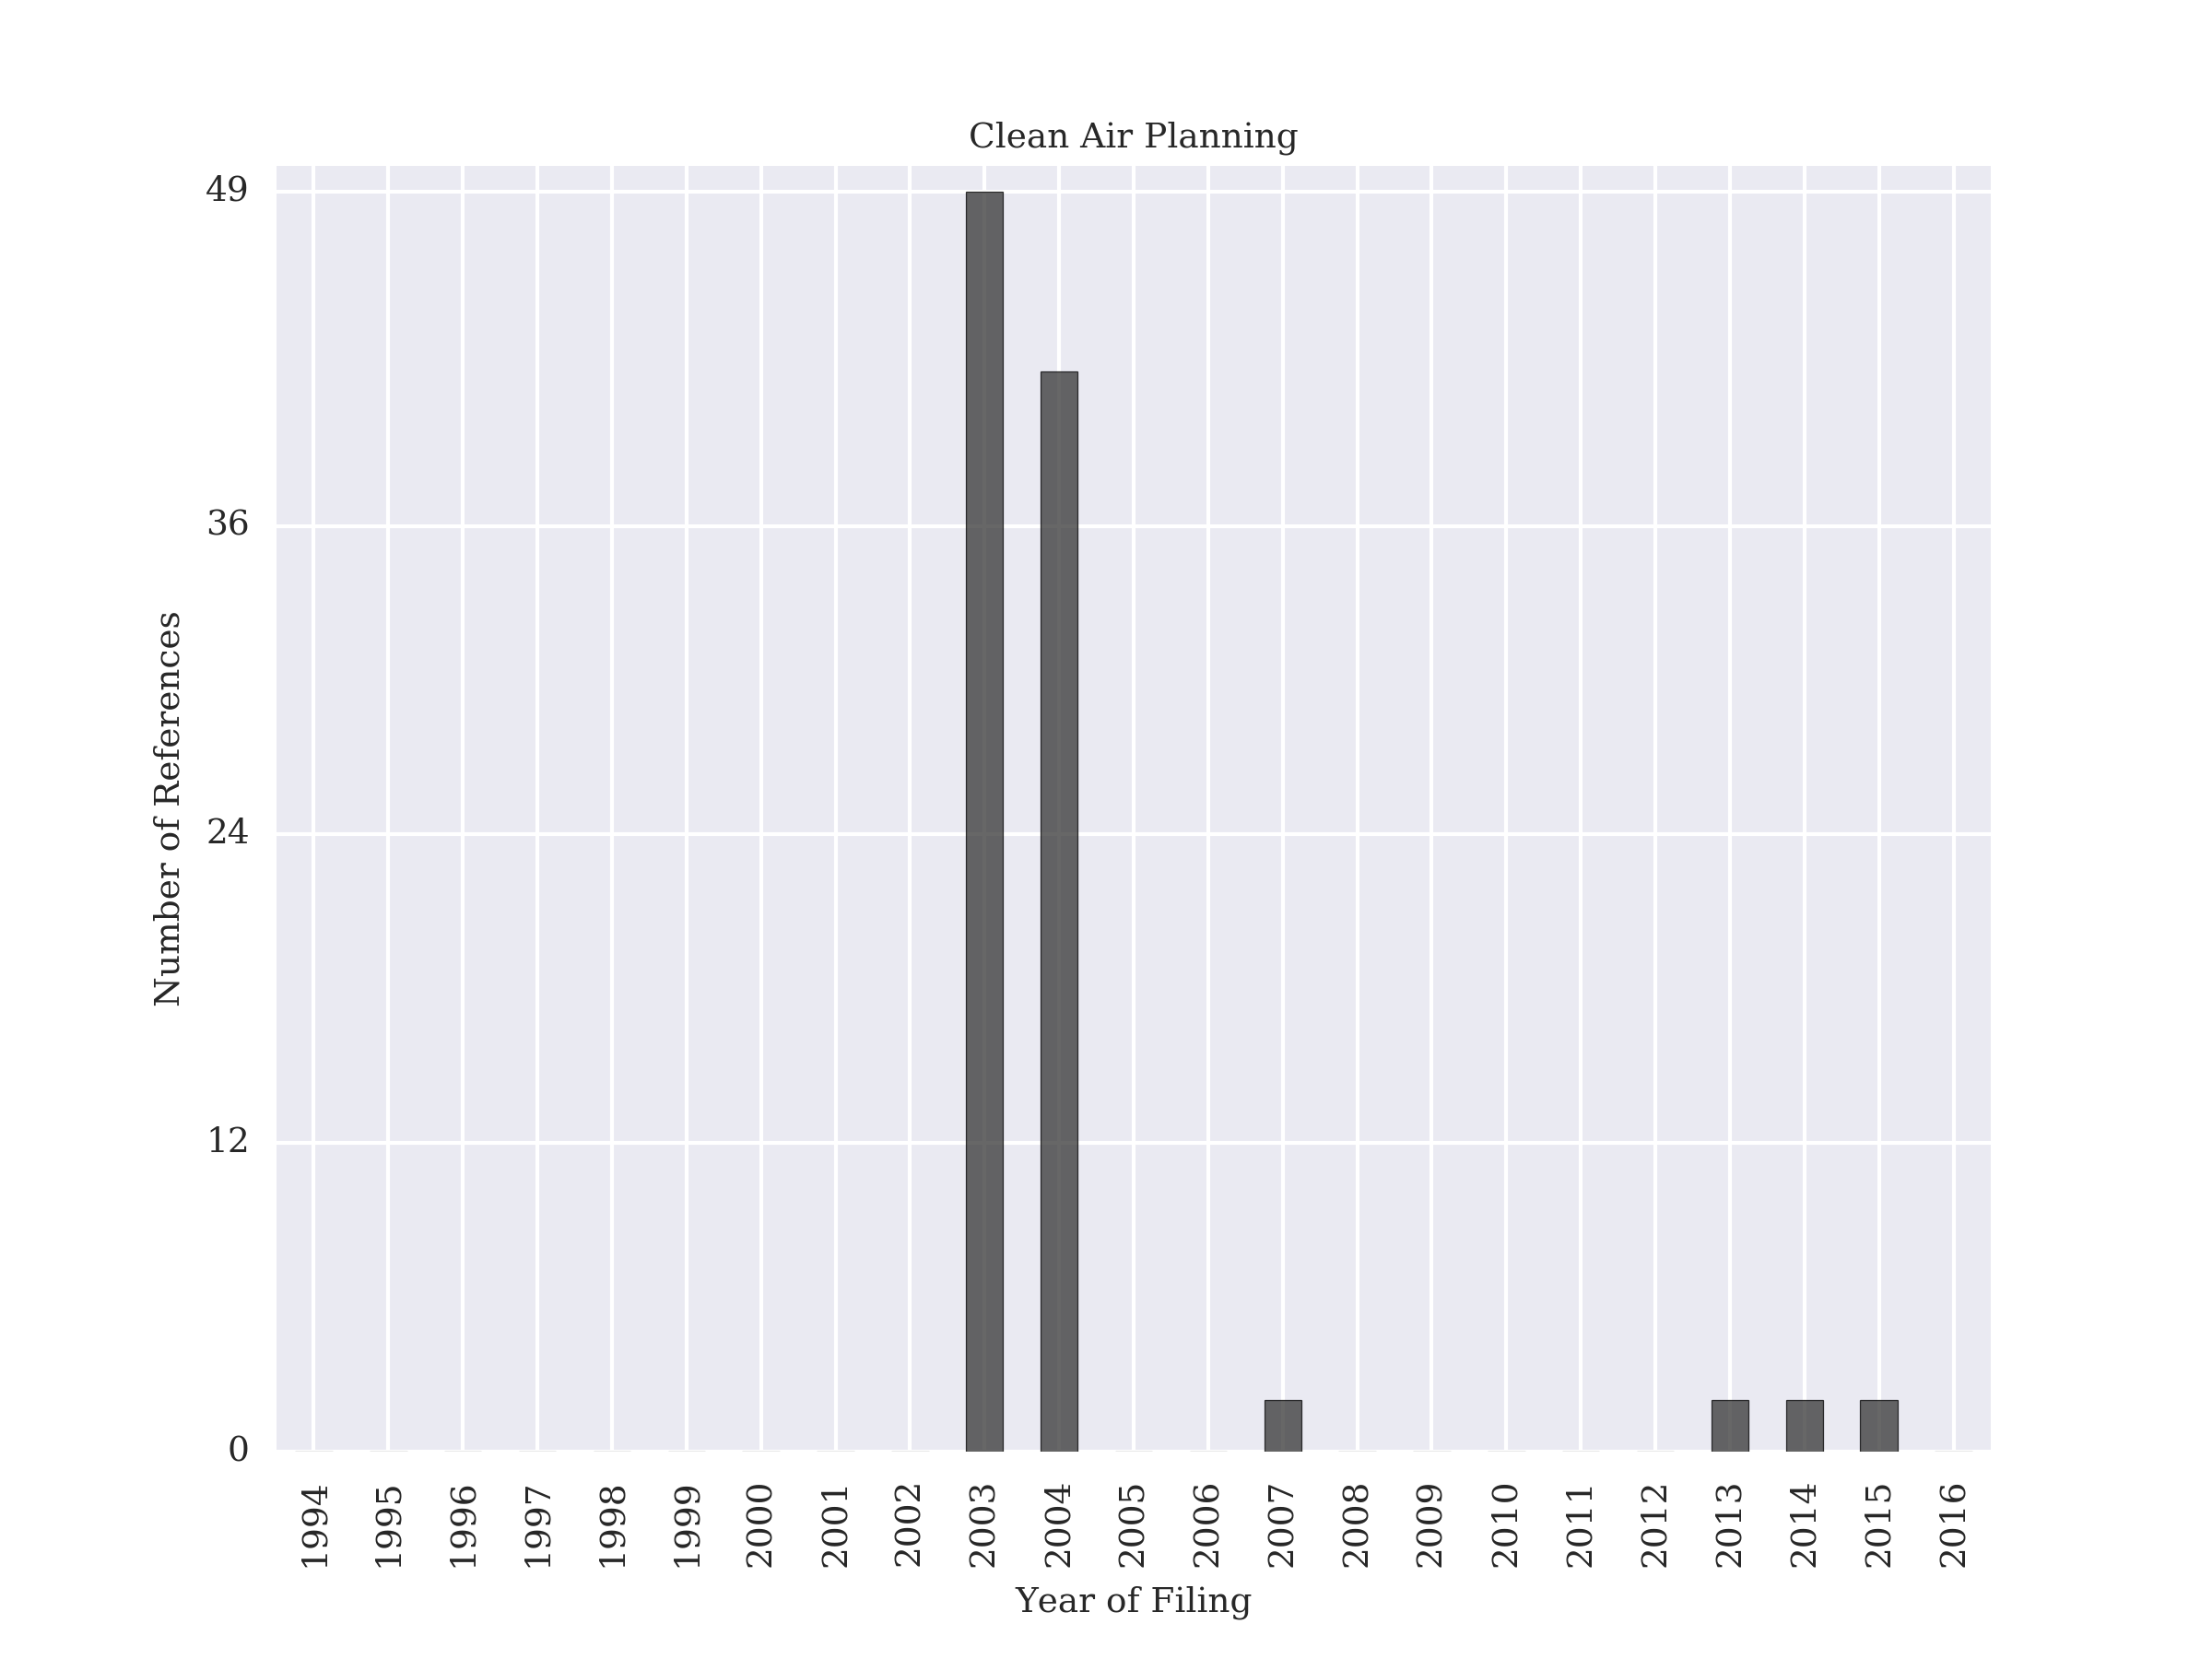 Clean Air Planning
49
36
24
12
0
Number of References
1994 1995 1996 1997 1998 1999 2000 2001 2002 2003 2004 2005 2006 2007 2008 2009 2010 2011 2012 2013 2014 2015 2016
Year of Filing